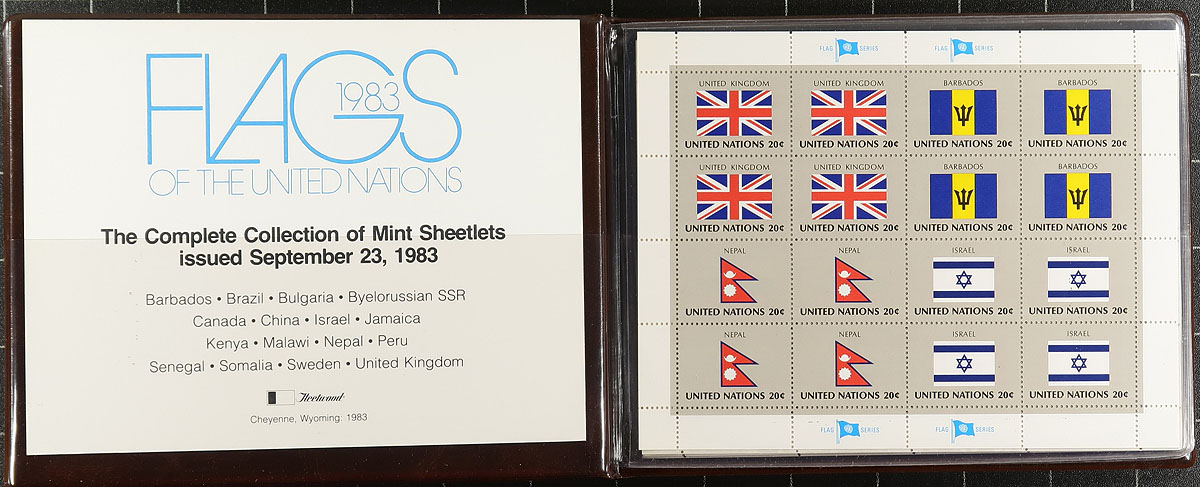 FLAGS
1983
OF THE UNITED NATIONS
The Complete Collection of Mint Sheetlets
issued September 23, 1983
Barbados • Brazil • Bulgaria • Byelorussian SSR
Canada • China • Israel • Jamaica
Kenya • Malawi • Nepal • Peru
Senegal • Somalia • Sweden • United Kingdom
Fleetwood
Cheyenne, Wyoming. 1983
FLAG SERIES FLAG SERIES
UNITED KINGDOM UNITED KINGDOM BARBADOS BARBADOS
UNITED NATIONS 20¢ UNITED NATIONS 20¢ UNITED NATIONS 20¢ UNITED NATIONS 20¢
UNITED KINGDOM UNITED KINGDOM BARBADOS BARBADOS
UNITED NATIONS 20¢ UNITED NATIONS 20¢ UNITED NATIONS 20¢ UNITED NATIONS 20¢
NEPAL NEPAL ISRAEL ISRAEL
UNITED NATIONS 20¢ UNITED NATIONS 20¢ UNITED NATIONS 20¢ UNITED NATIONS 20¢
NEPAL NEPAL ISRAEL ISRAEL
UNITED NATIONS 20¢ UNITED NATIONS 20¢ UNITED NATIONS 20¢ UNITED NATIONS 20¢
FLAG SERIES FLAG SERIES